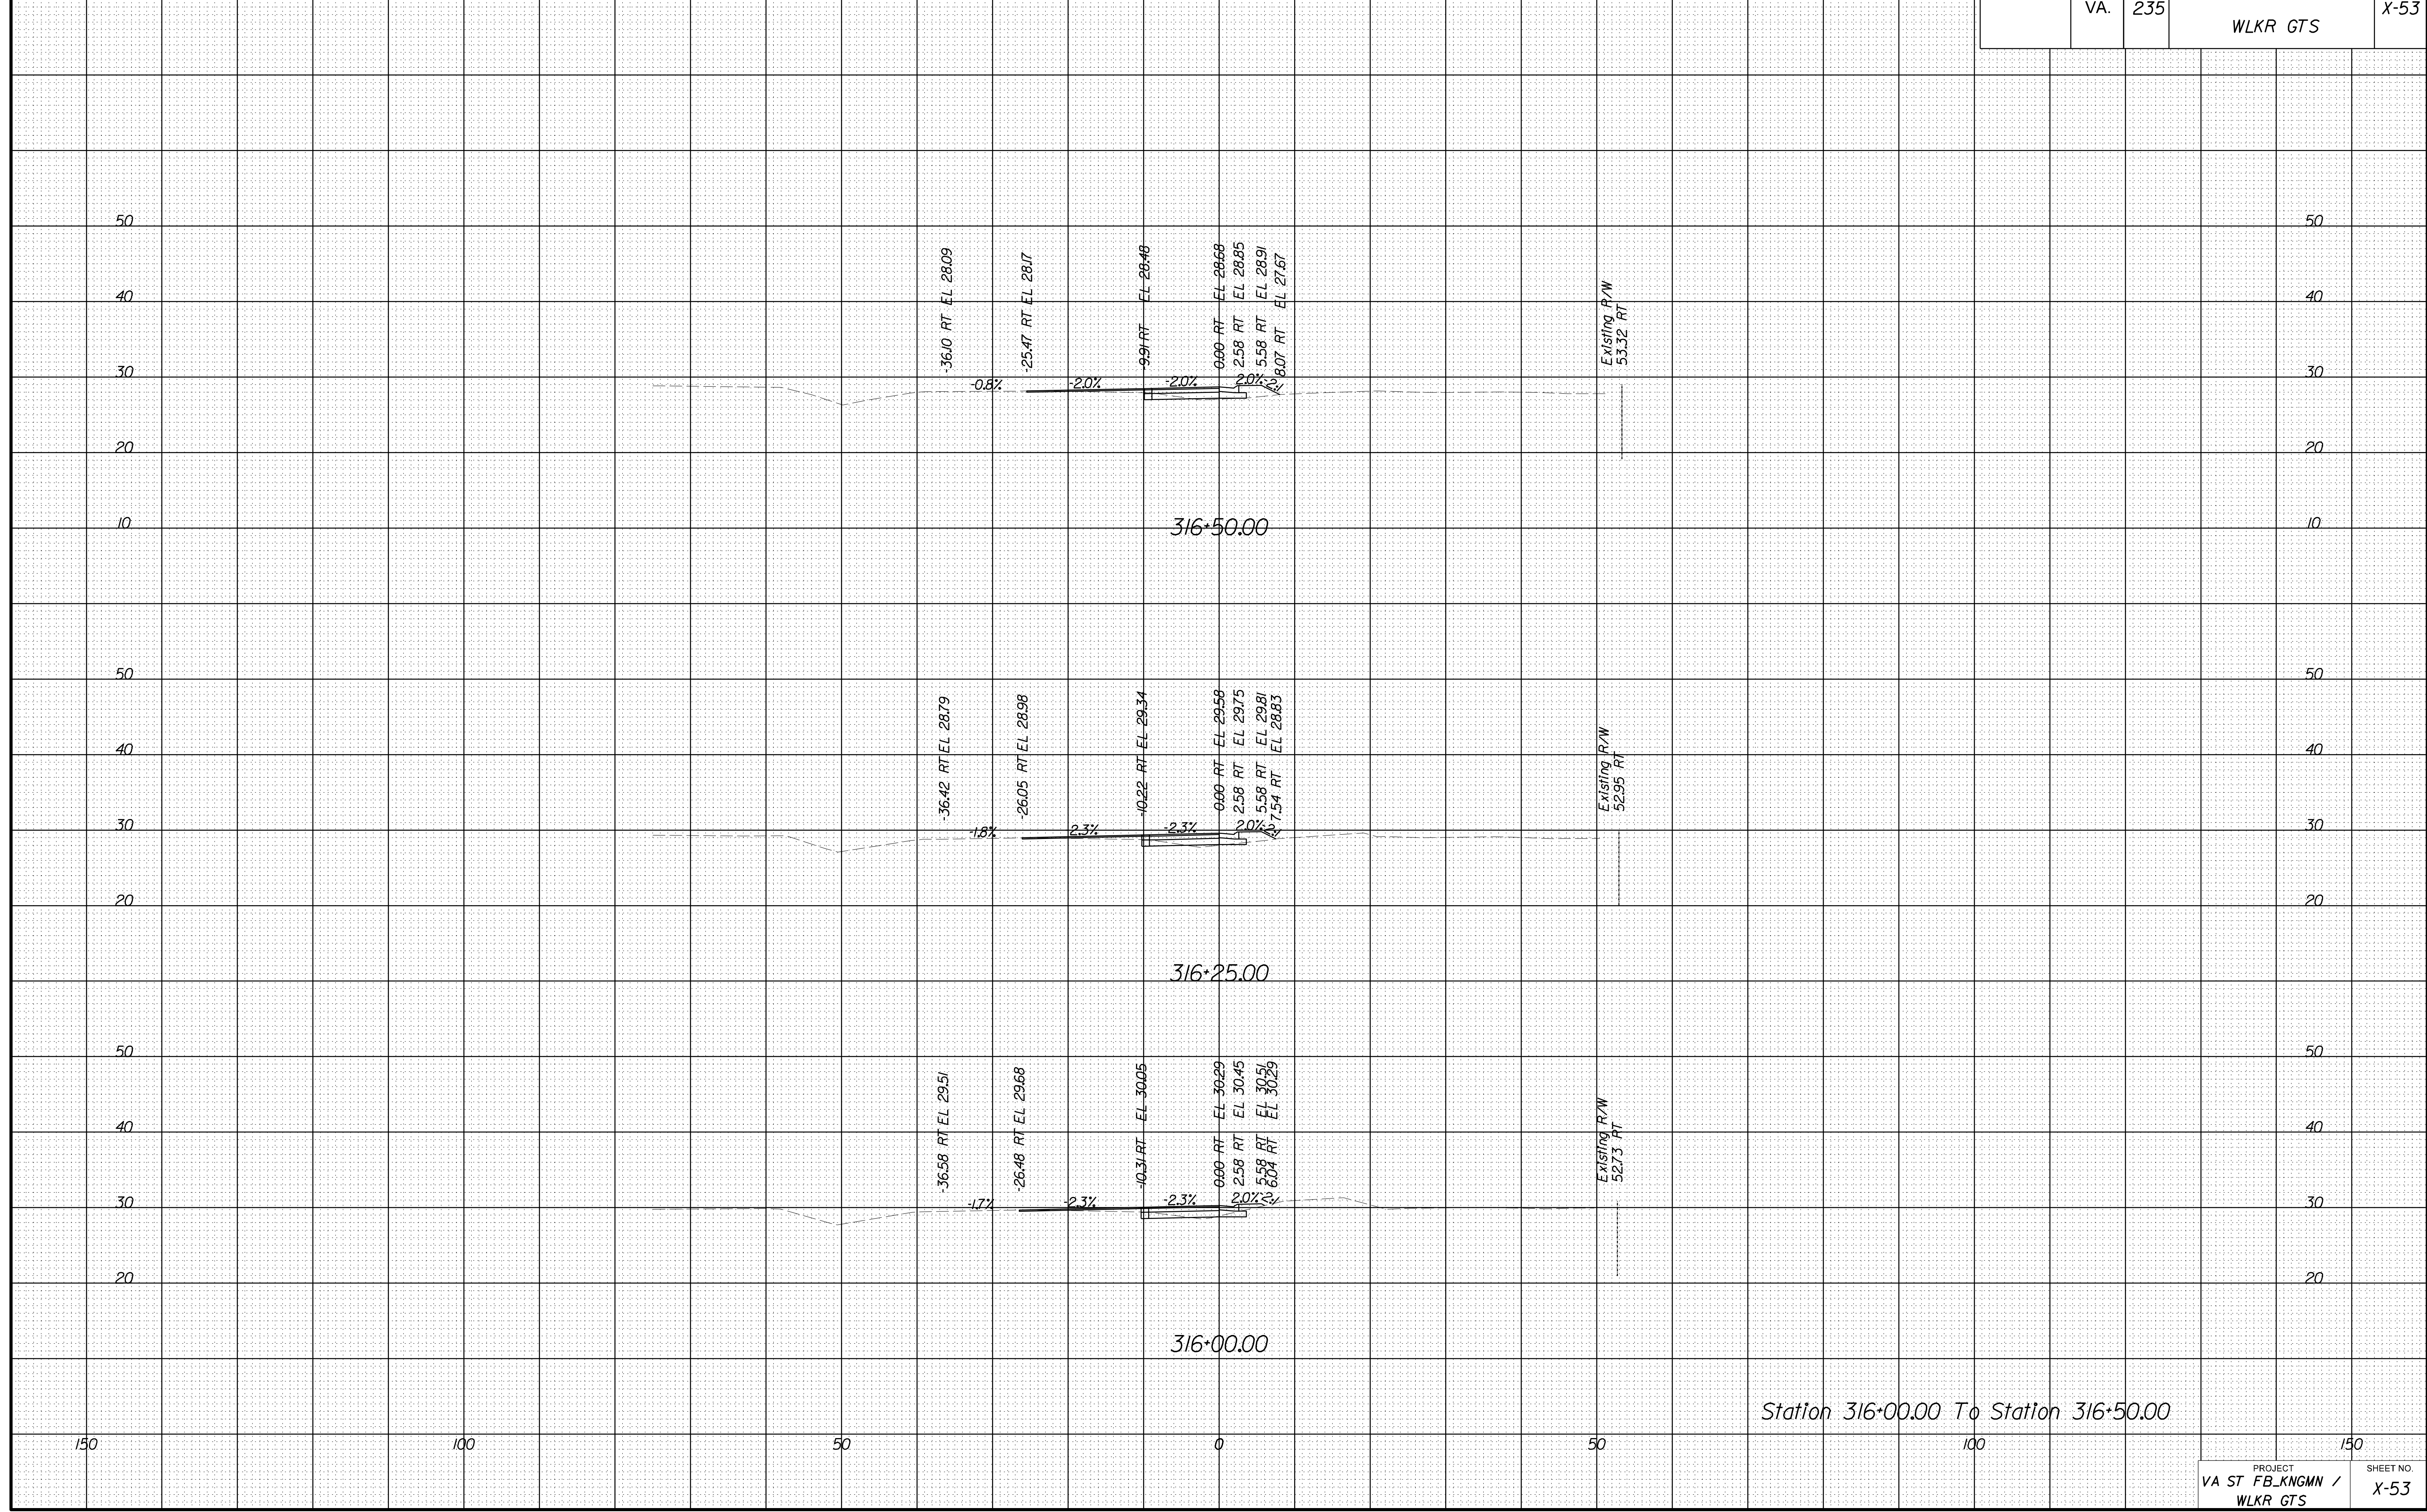 VA. 235 WLKR GTS X-53
50 50
-36.10 RT EL 28.09
-25.47 RT EL 28.17
-9.91 RT EL 28.48
0.00 RT EL 28.68
2.58 RT EL 28.85
5.58 RT EL 28.91
8.07 RT EL 27.67
Existing R/W
53.32 RT
40 40
30 30
-0.8% -2.0% -2.0% 2.0% -2:1
20 20
10 10
316+50.00
50 50
-36.42 RT EL 28.79
-26.05 RT EL 28.98
-10.22 RT EL 29.34
0.00 RT EL 29.58
2.58 RT EL 29.75
5.58 RT EL 29.81
7.54 RT EL 28.83
Existing R/W
52.95 RT
40 40
30 30
-1.8% 2.3% -2.3% 2.0% -2:1
20 20
316+25.00
50 50
-36.58 RT EL 29.51
-26.48 RT EL 29.68
-10.31 RT EL 30.05
0.00 RT EL 30.29
2.58 RT EL 30.45
5.58 RT EL 30.51
6.04 RT EL 30.29
Existing R/W
52.73 RT
40 40
30 30
-1.7% -2.3% -2.3% 2.0% -2:1
20 20
316+00.00
Station 316+00.00 To Station 316+50.00
150 100 50 0 50 100 150
PROJECT
VA ST FB_KNGMN /
WLKR GTS
SHEET NO.
X-53